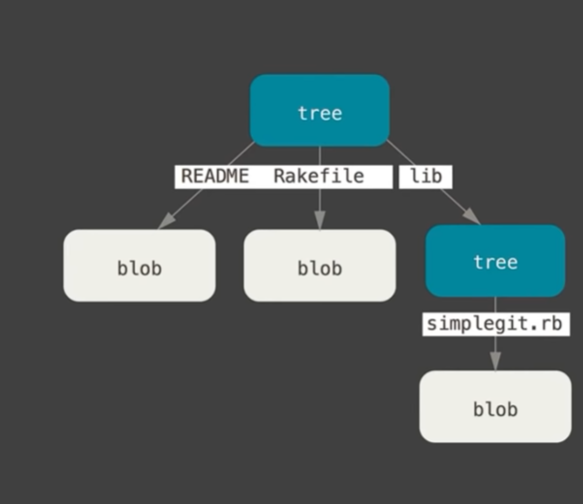 tree
README Rakefile lib
blob blob tree
simplegit.rb
blob